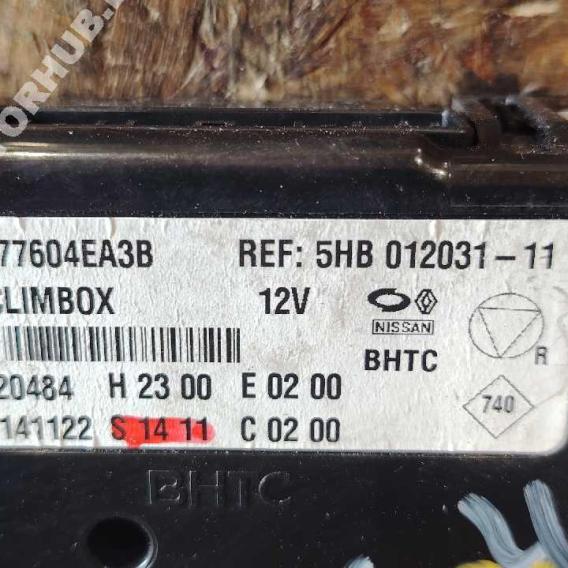 77604EA3B REF: 5HB 012031-11
CLIMBOX 12V
NISSAN
BHTC
R
20484 H 23 00 E 02 00
740
141122 S 14 11 C 02 00
BHTC